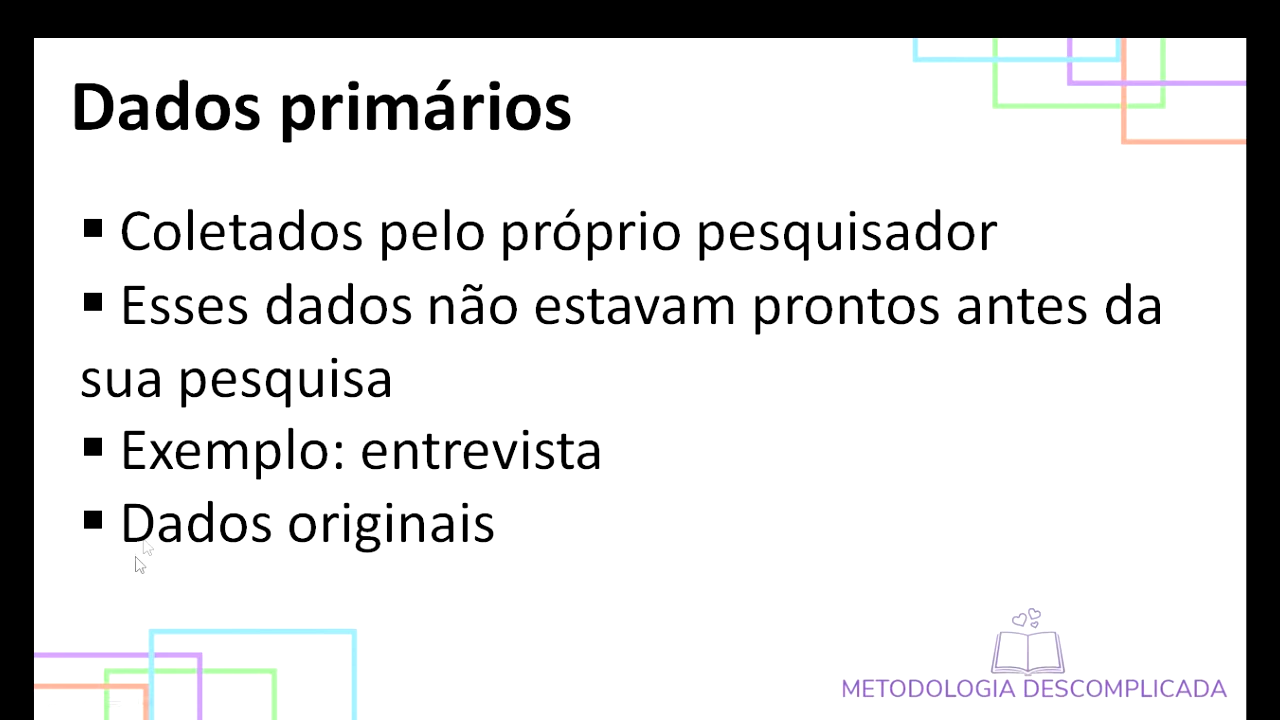 Dados primários
▪ Coletados pelo próprio pesquisador
▪ Esses dados não estavam prontos antes da
sua pesquisa
▪ Exemplo: entrevista
▪ Dados originais
METODOLOGIA DESCOMPLICADA